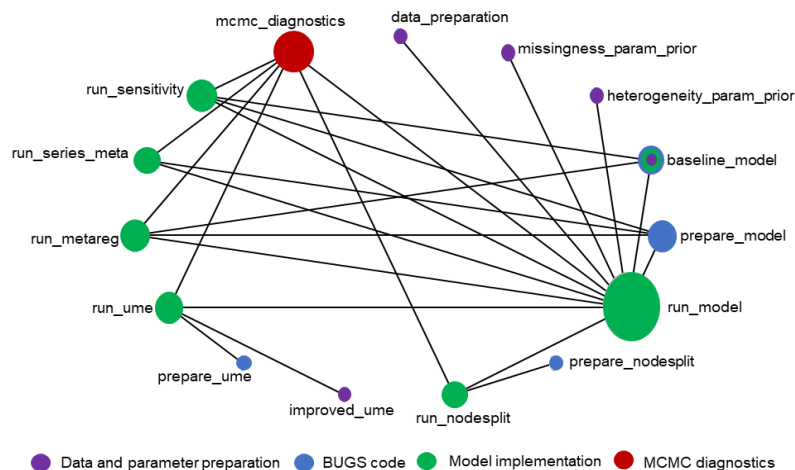 mcmc_diagnostics
data_preparation
missingness_param_prior
run_sensitivity
heterogeneity_param_prior
run_series_meta
baseline_model
run_metareg
prepare_model
run_ume
run_model
prepare_ume
prepare_nodesplit
improved_ume
run_nodesplit
Data and parameter preparation
BUGS code
Model implementation
MCMC diagnostics